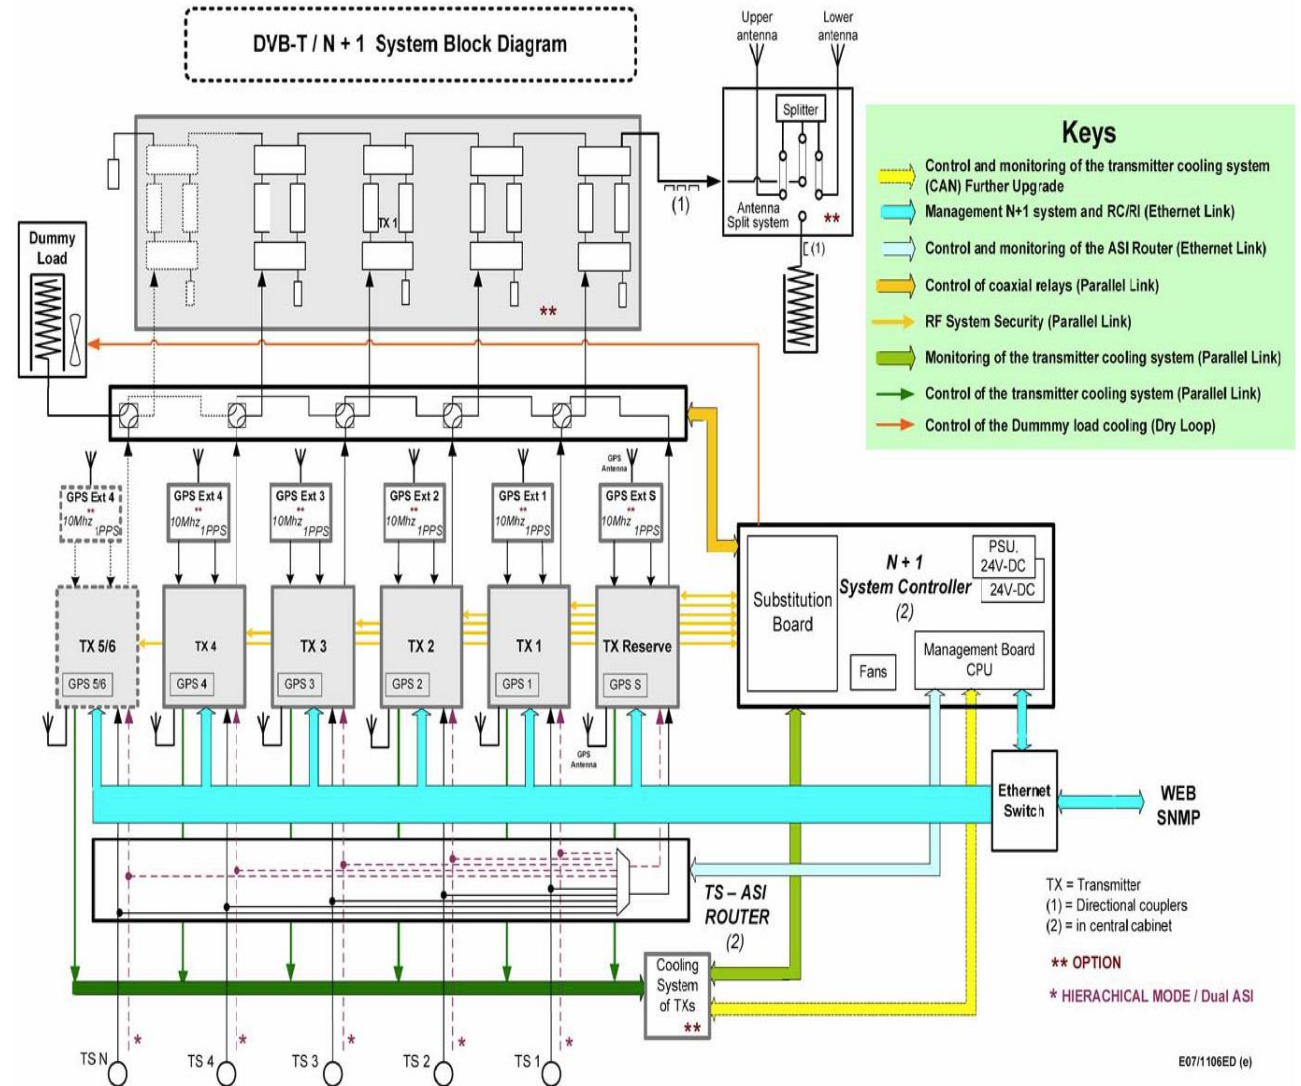 DVB-T / N + 1 System Block Diagram
Upper
antenna
Lower
antenna
Splitter
Antenna
Split system
**
(1)
(1)
TX 1
**
Dummy
Load
Keys
Control and monitoring of the transmitter cooling system
(CAN) Further Upgrade
Management N+1 system and RC/RI (Ethernet Link)
Control and monitoring of the ASI Router (Ethernet Link)
Control of coaxial relays (Parallel Link)
RF System Security (Parallel Link)
Monitoring of the transmitter cooling system (Parallel Link)
Control of the transmitter cooling system (Parallel Link)
Control of the Dummmy load cooling (Dry Loop)
GPS Ext 4
**
10Mhz
1PPS
GPS Ext 4
**
10Mhz
1PPS
GPS Ext 3
**
10Mhz
1PPS
GPS Ext 2
**
10Mhz
1PPS
GPS Ext 1
**
10Mhz
1PPS
GPS
Antenna
GPS Ext S
**
10Mhz
1PPS
TX 5/6
GPS 5/6
TX 4
GPS 4
TX 3
GPS 3
TX 2
GPS 2
TX 1
GPS 1
TX Reserve
GPS S
GPS
Antenna
Substitution
Board
N + 1
System Controller
(2)
PSU.
24V-DC
24V-DC
Fans
Management Board
CPU
Ethernet
Switch
WEB
SNMP
TS – ASI
ROUTER
(2)
Cooling
System
of TXs
**
TX = Transmitter
(1) = Directional couplers
(2) = in central cabinet
** OPTION
* HIERACHICAL MODE / Dual ASI
TS N
*
TS 4
*
TS 3
*
TS 2
*
TS 1
*
E07/1106ED (e)